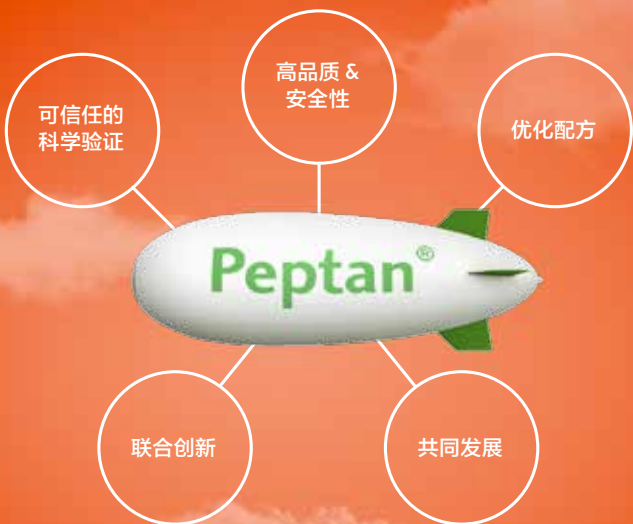 高品质 &
安全性
可信任的
科学验证
优化配方
Peptan®
联合创新
共同发展